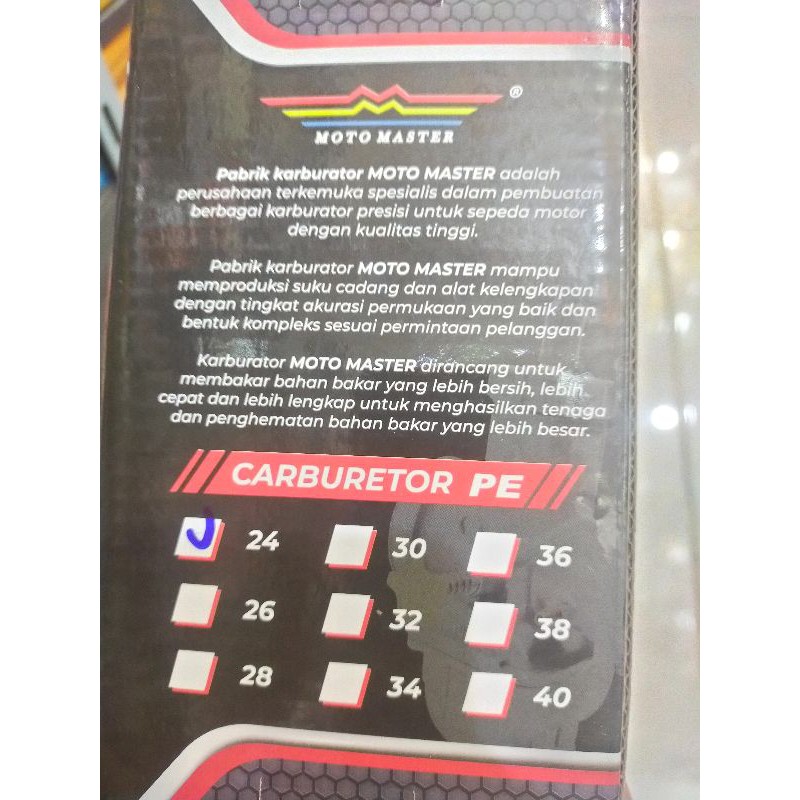 ®
MOTO MASTER
Pabrik karburator MOTO MASTER adalah
perusahaan terkemuka spesialis dalam pembuatan
berbagai karburator presisi untuk sepeda motor
dengan kualitas tinggi.
Pabrik karburator MOTO MASTER mampu
memproduksi suku cadang dan alat kelengkapan
dengan tingkat akurasi permukaan yang baik dan
bentuk kompleks sesuai permintaan pelanggan.
Karburator MOTO MASTER dirancang untuk
membakar bahan bakar yang lebih bersih, lebih
cepat dan lebih lengkap untuk menghasilkan tenaga
dan penghematan bahan bakar yang lebih besar.
CARBURETOR PE
24 30 36
26 32 38
28 34 40